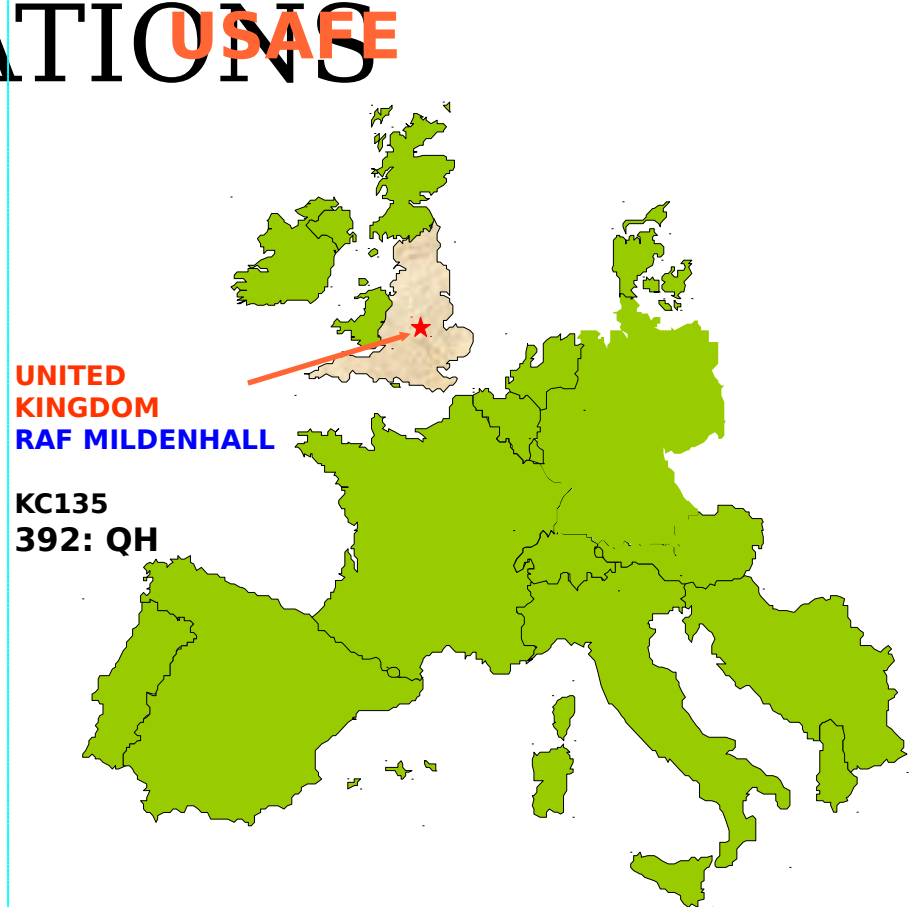 ATIONS
USAFE
UNITED
KINGDOM
RAF MILDENHALL
KC135
392: QH